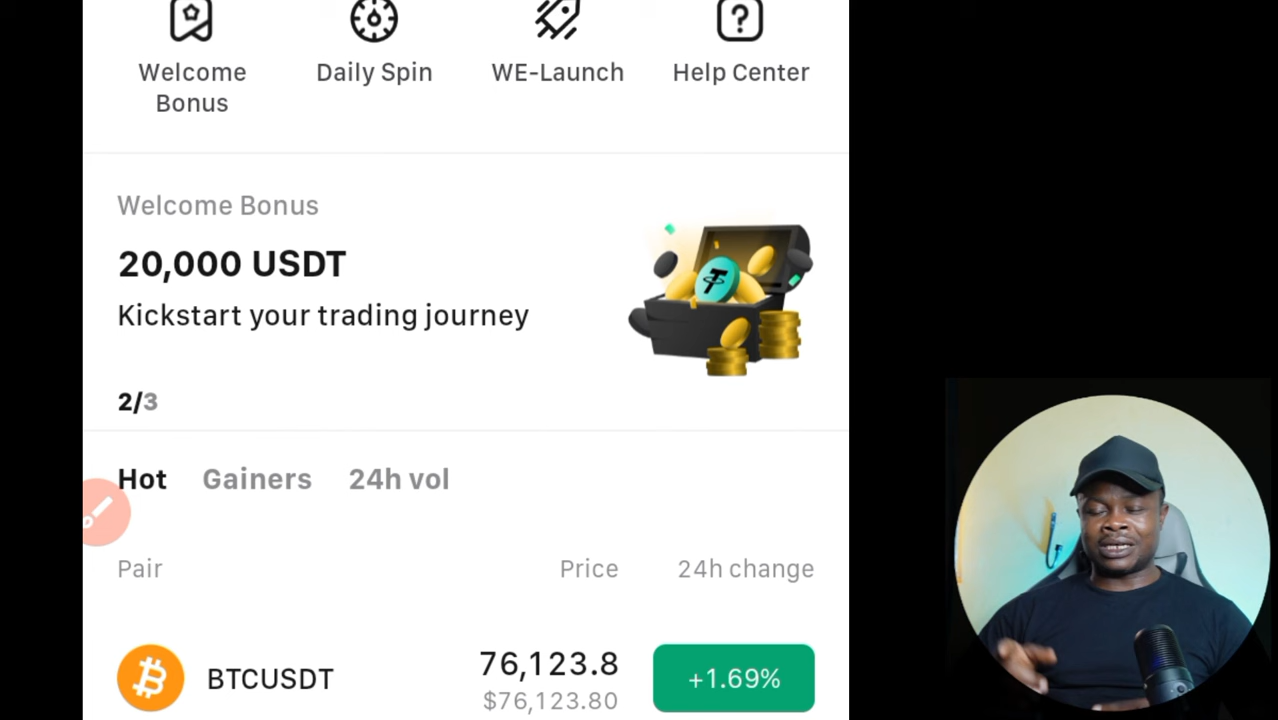 Welcome
Bonus
Daily Spin
WE-Launch
Help Center
Welcome Bonus
20,000 USDT
Kickstart your trading journey
2/3
Hot Gainers 24h vol
Pair Price 24h change
BTCUSDT 76,123.8 +1.69%
$76,123.80